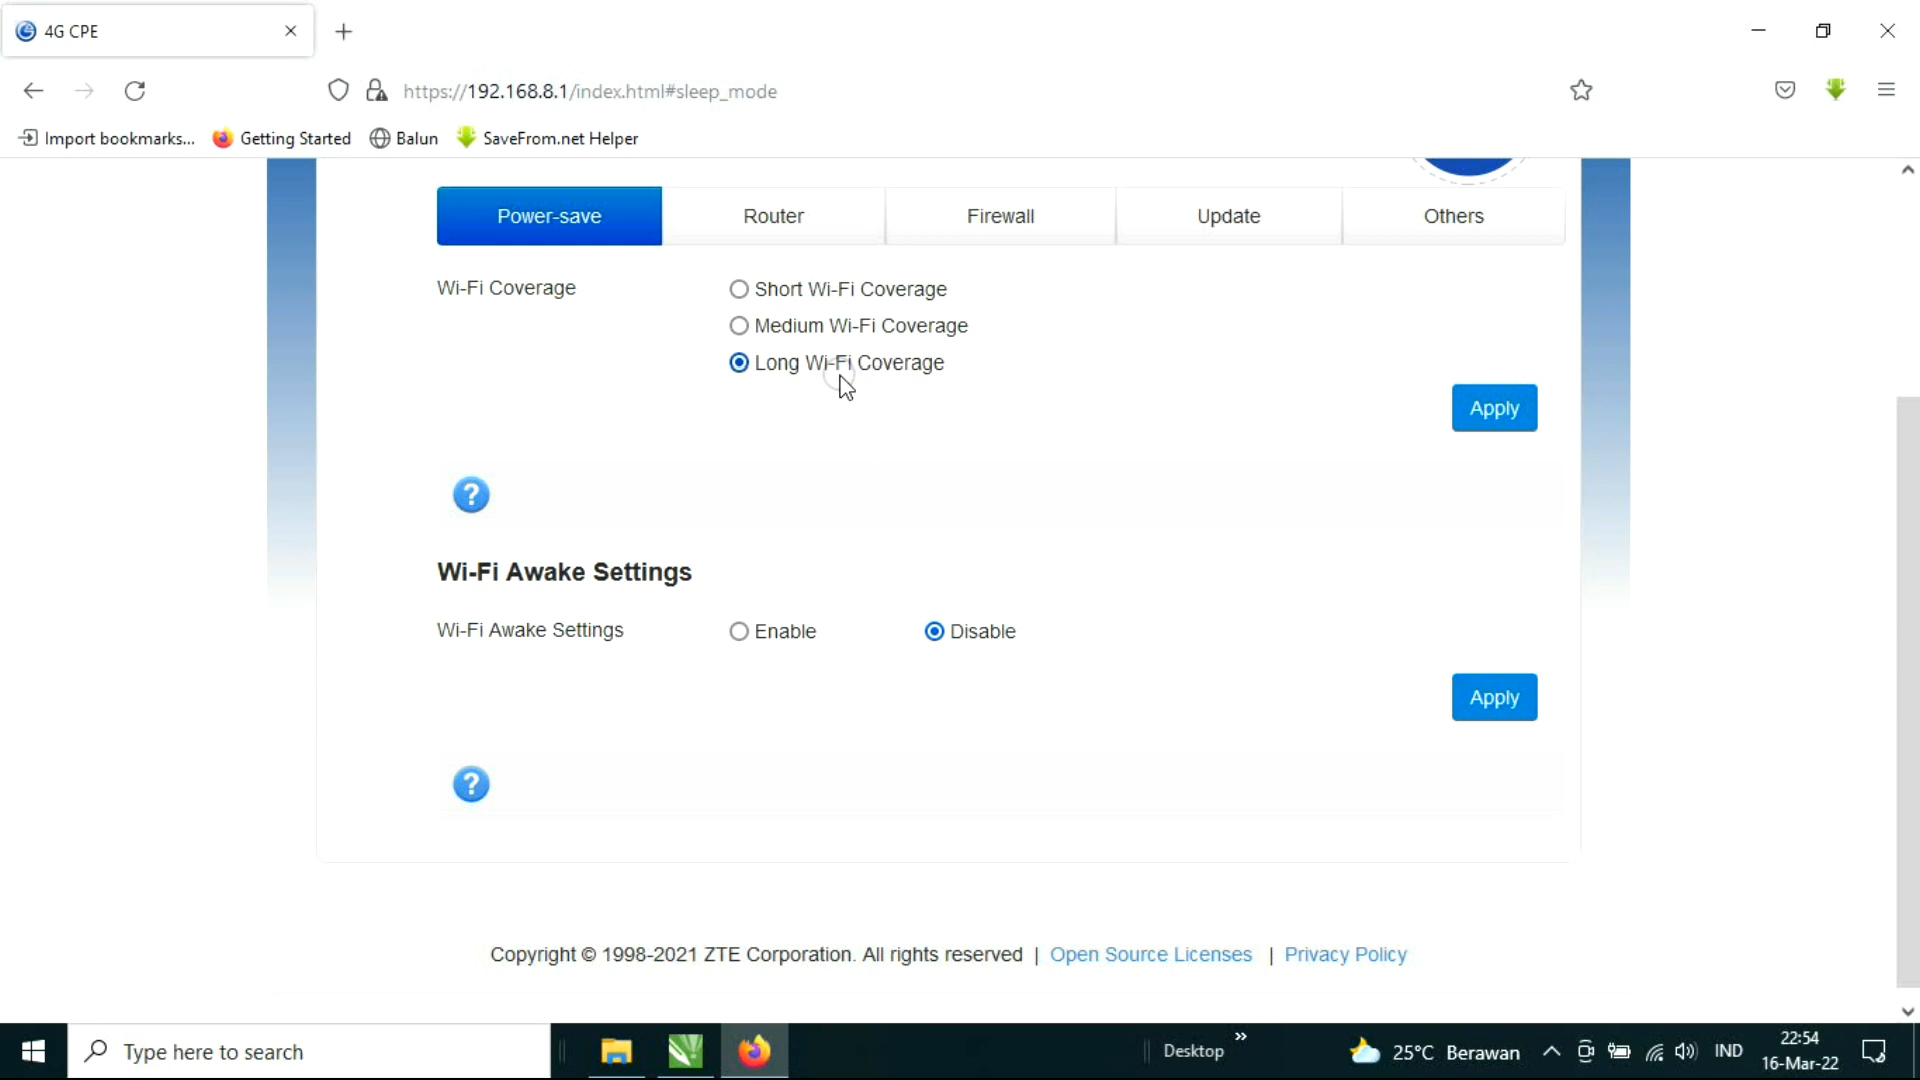 4G CPE
https://192.168.8.1/index.html#sleep_mode
Import bookmarks... Getting Started Balun SaveFrom.net Helper
Power-save Router Firewall Update Others
Wi-Fi Coverage Short Wi-Fi Coverage
Medium Wi-Fi Coverage
Long Wi-Fi Coverage
Apply
?
Wi-Fi Awake Settings
Wi-Fi Awake Settings Enable Disable
Apply
?
Copyright © 1998-2021 ZTE Corporation. All rights reserved | Open Source Licenses | Privacy Policy
Type here to search Desktop » 25°C Berawan IND 22:54
16-Mar-22